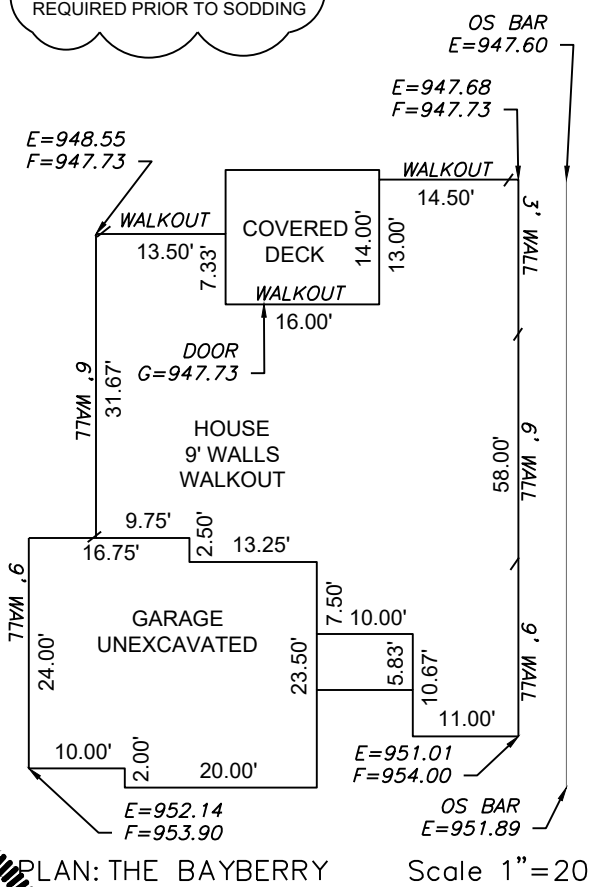 REQUIRED PRIOR TO SODDING
OS BAR
E=947.60
E=947.68
F=947.73
E=948.55
F=947.73
WALKOUT
14.50'
WALKOUT
13.50'
7.33'
COVERED
DECK
14.00'
13.00'
3' WALL
WALKOUT
16.00'
DOOR
G=947.73
6' WALL
31.67'
HOUSE
9' WALLS
WALKOUT
58.00'
6' WALL
9.75'
16.75'
2.50'
13.25'
9' WALL
24.00'
GARAGE
UNEXCAVATED
23.50'
7.50'
10.00'
5.83'
10.67'
9' WALL
11.00'
10.00'
2.00'
20.00'
E=951.01
F=954.00
E=952.14
F=953.90
OS BAR
E=951.89
PLAN: THE BAYBERRY
Scale 1"=20